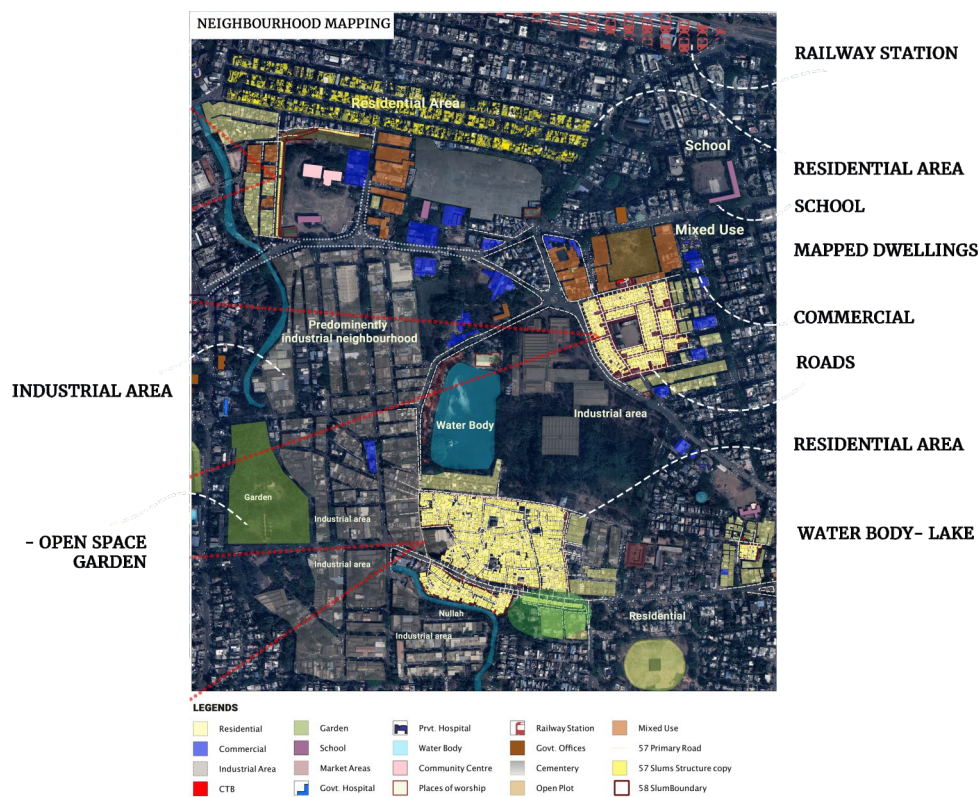 NEIGHBOURHOOD MAPPING
RAILWAY STATION
Residential Area
School
RESIDENTIAL AREA
SCHOOL
Mixed Use
MAPPED DWELLINGS
COMMERCIAL
Predominently
industrial neighbourhood
ROADS
INDUSTRIAL AREA
Industrial area
Water Body
RESIDENTIAL AREA
Garden
Industrial area
WATER BODY- LAKE
- OPEN SPACE
GARDEN
Industrial area
Nullah
Residential
Industrial area
LEGENDS
Residential
Garden
Prvt. Hospital
Railway Station
Mixed Use
Commercial
School
Water Body
Govt. Offices
57 Primary Road
Industrial Area
Market Areas
Community Centre
Cementery
57 Slums Structure copy
CTB
Govt. Hospital
Places of worship
Open Plot
58 SlumBoundary